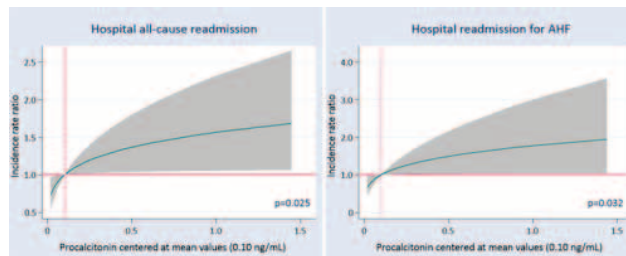 Hospital all-cause readmission
Incidence rate ratio
2.5
2.0
1.5
1.0
0.5
p=0.025
0 0.5 1.0 1.5
Procalcitonin centered at mean values (0.10 ng/mL)
Hospital readmission for AHF
Incidence rate ratio
4.0
3.0
2.0
1.0
0
p=0.032
0 0.5 1.0 1.5
Procalcitonin centered at mean values (0.10 ng/mL)